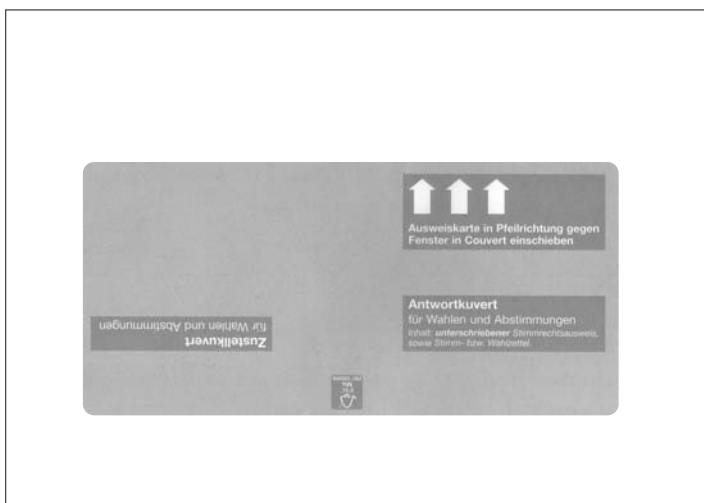 Ausweiskarte in Pfeilrichtung gegen
Fenster in Couvert einschieben
Antwortkuvert
für Wahlen und Abstimmungen
Inhalt: unterschriebener Stimmrechtsausweis,
sowie Stimm- bzw. Wahlzettel.
Zustellkuvert
für Wahlen und Abstimmungen